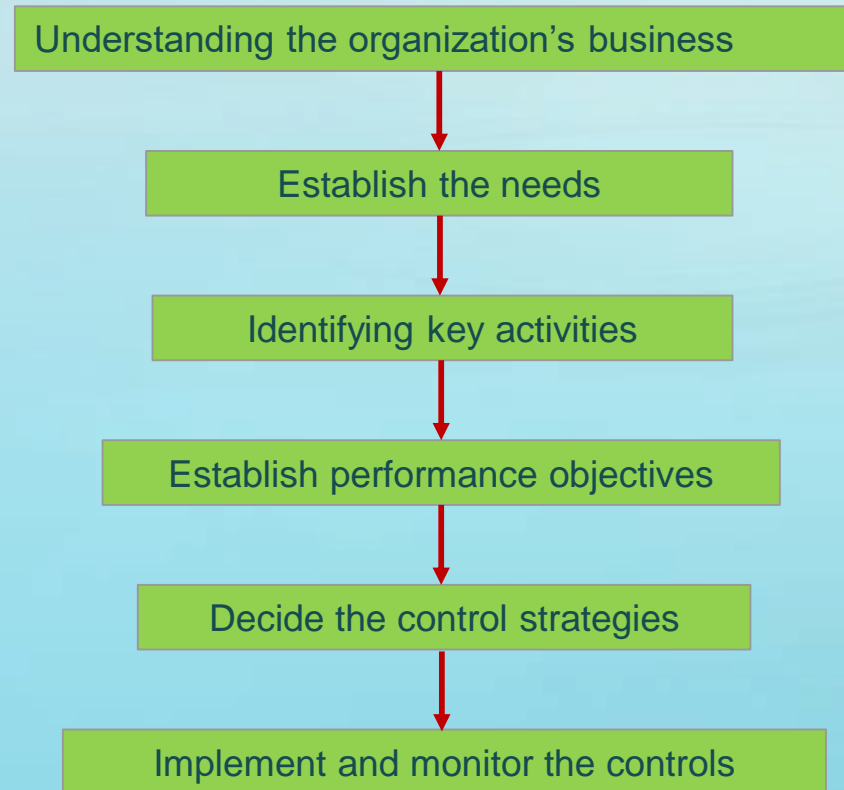 Understanding the organization’s business
Establish the needs
Identifying key activities
Establish performance objectives
Decide the control strategies
Implement and monitor the controls